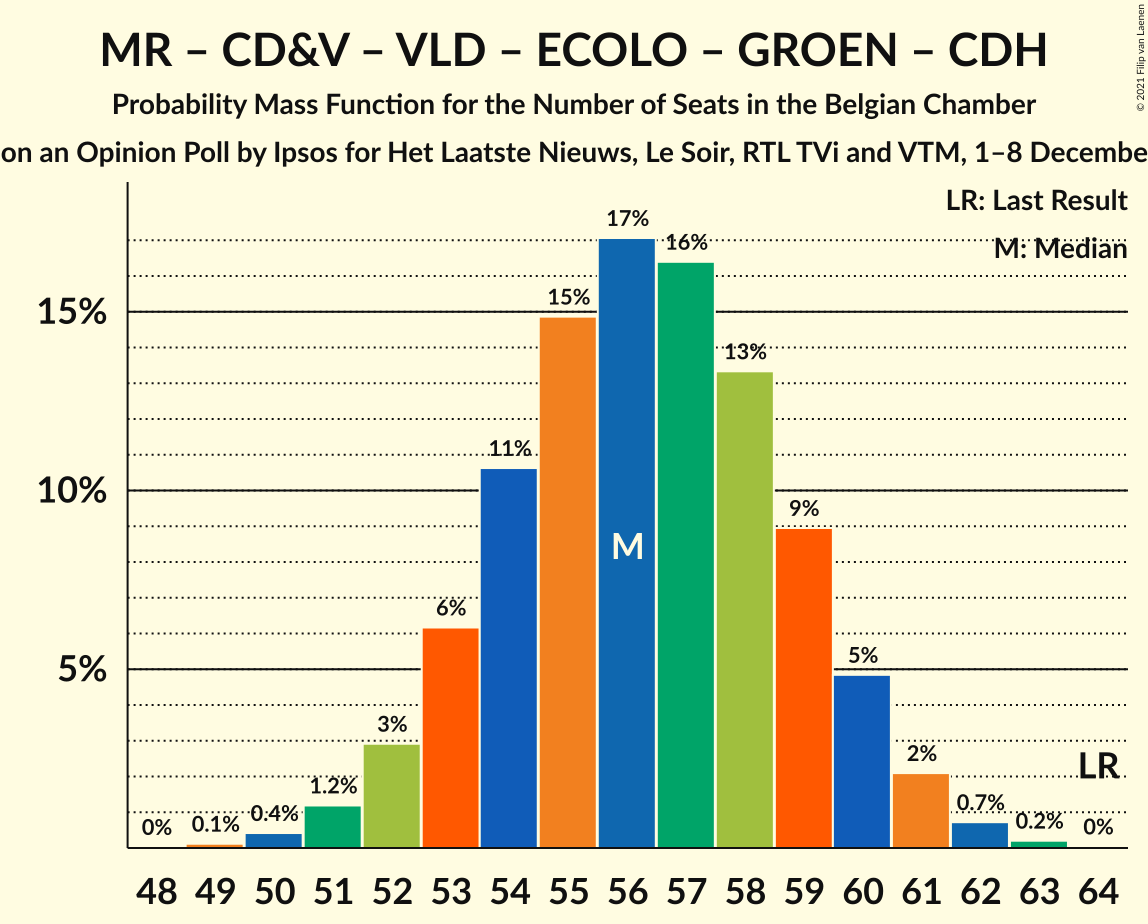 MR – CD&V – VLD – ECOLO – GROEN – CDH
Probability Mass Function for the Number of Seats in the Belgian Chamber
on an Opinion Poll by Ipsos for Het Laatste Nieuws, Le Soir, RTL TVi and VTM, 1–8 Decembe
© 2021 Filip van Laenen
LR: Last Result
M: Median
17%
16%
15%
15%
13%
11%
10%
9%
M
6%
5%
5%
3%
2%
LR
1.2%
0.7%
0.4%
0.2%
0.1%
0%
0%
48 49 50 51 52 53 54 55 56 57 58 59 60 61 62 63 64